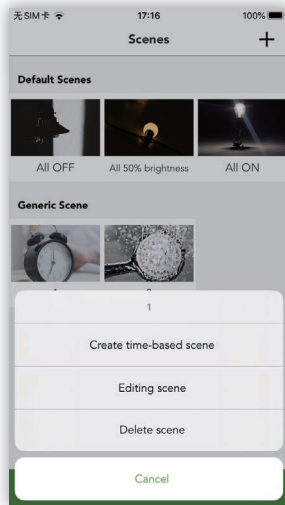 无SIM卡 17:16 100%
Scenes +
Default Scenes
All OFF All 50% brightness All ON
Generic Scene
1
Create time-based scene
Editing scene
Delete scene
Cancel